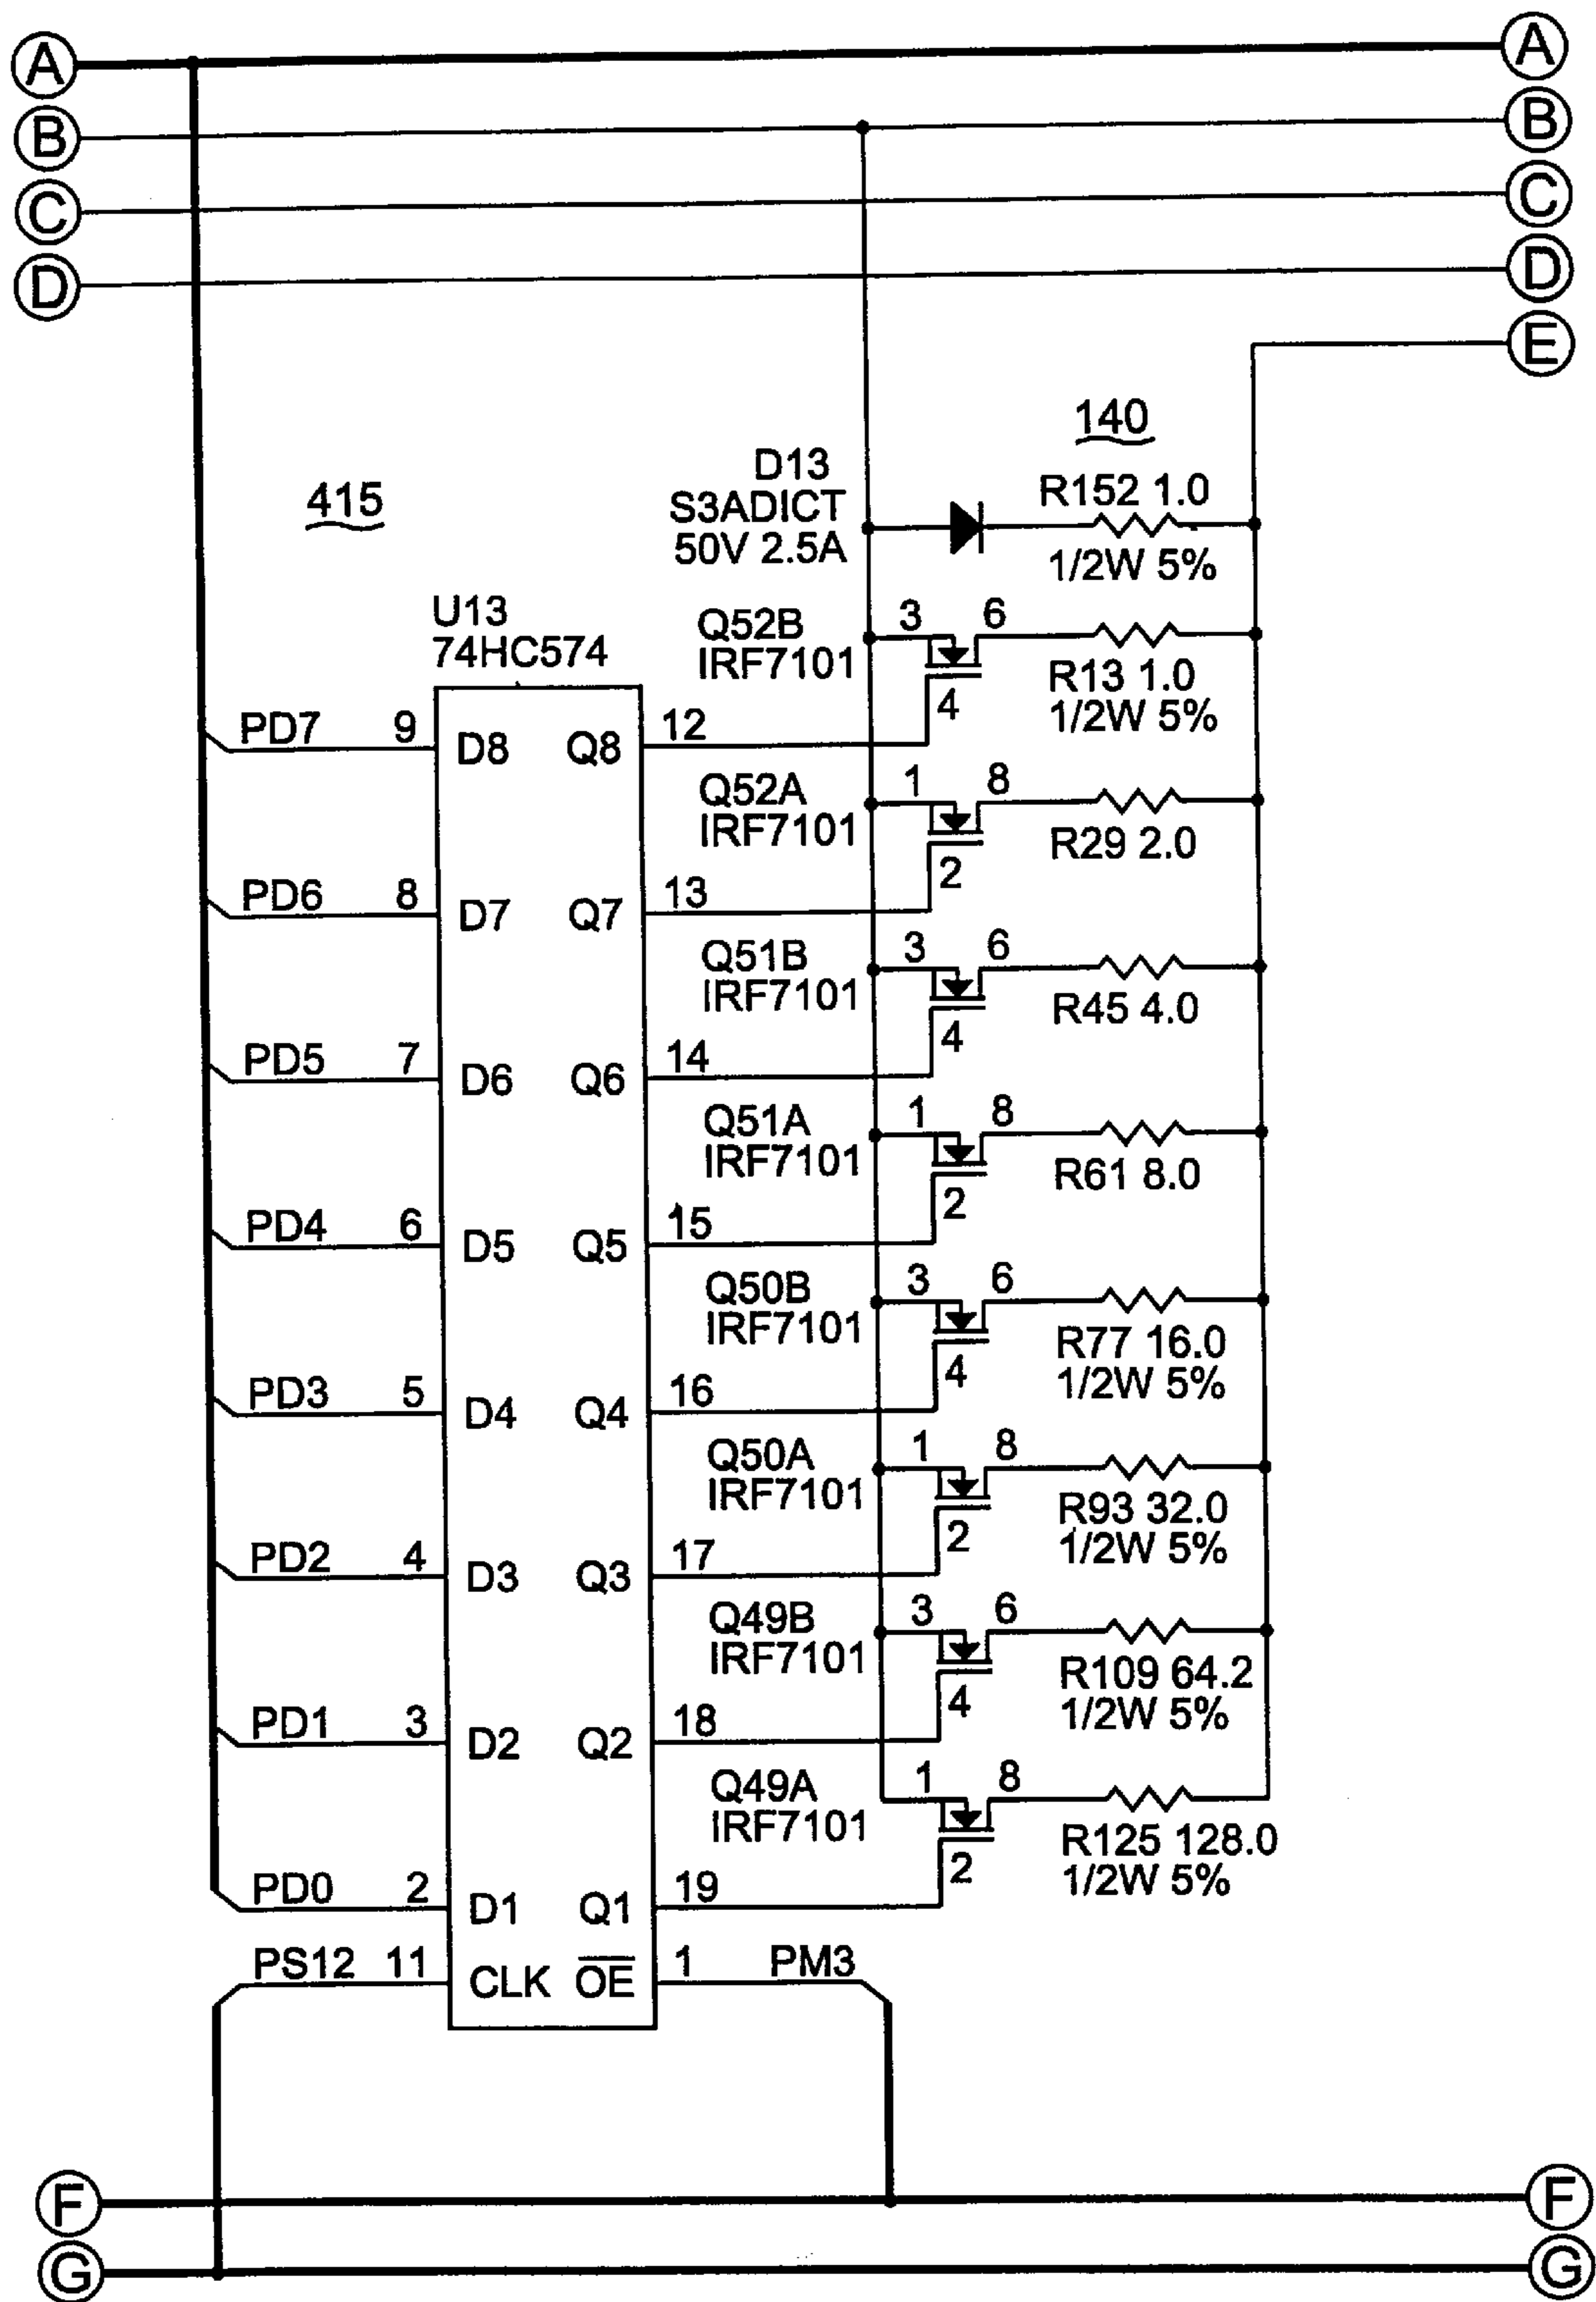 A A
B B
C C
D D
E
140
D13
S3ADICT
50V 2.5A
R152 1.0
1/2W 5%
415
U13
74HC574
Q52B
IRF7101
3 6
4
R13 1.0
1/2W 5%
PD7 9 D8 Q8 12
Q52A
IRF7101
1 8
2
R29 2.0
PD6 8 D7 Q7 13
Q51B
IRF7101
3 6
4
R45 4.0
PD5 7 D6 Q6 14
Q51A
IRF7101
1 8
2
R61 8.0
PD4 6 D5 Q5 15
Q50B
IRF7101
3 6
4
R77 16.0
1/2W 5%
PD3 5 D4 Q4 16
Q50A
IRF7101
1 8
2
R93 32.0
1/2W 5%
PD2 4 D3 Q3 17
Q49B
IRF7101
3 6
4
R109 64.2
1/2W 5%
PD1 3 D2 Q2 18
Q49A
IRF7101
1 8
2
R125 128.0
1/2W 5%
PD0 2 D1 Q1 19
PS12 11 CLK OE 1 PM3
F F
G G